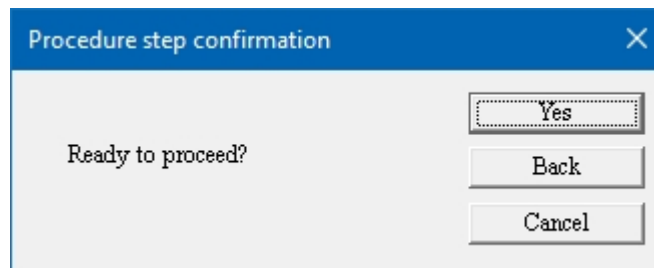 Procedure step confirmation
Ready to proceed?
Yes
Back
Cancel